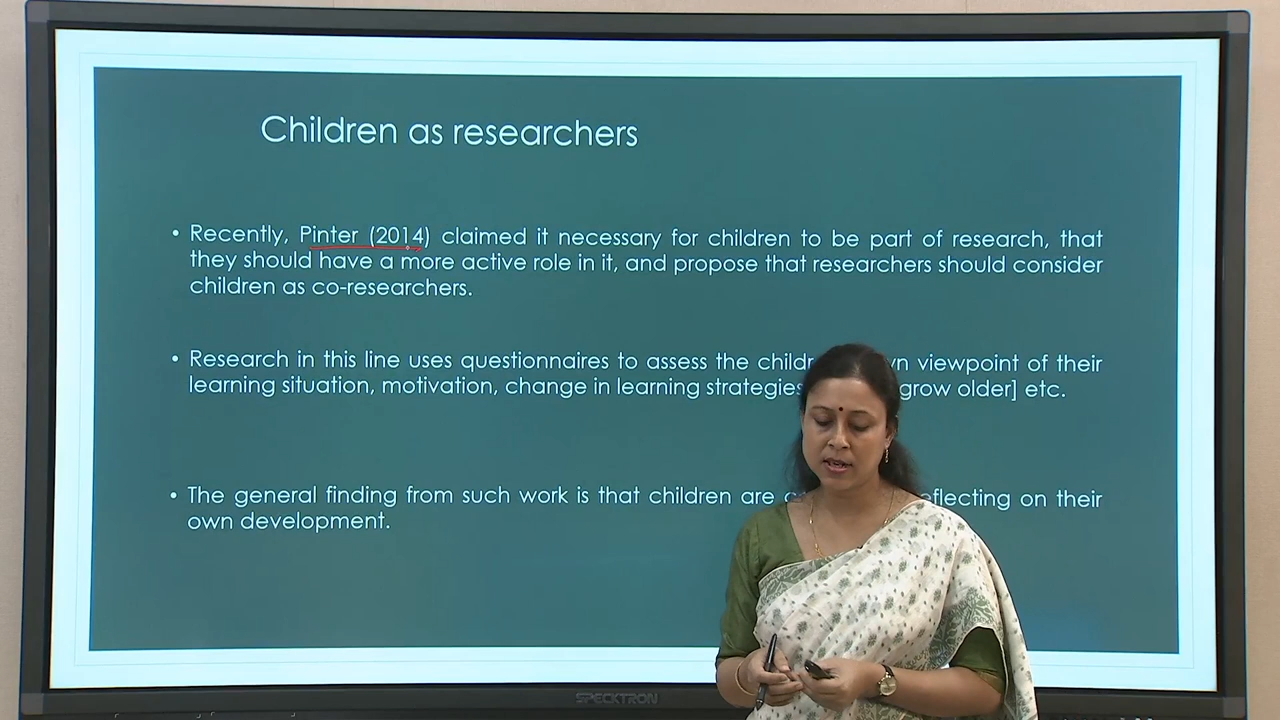 Children as researchers
• Recently, Pinter (2014) claimed it necessary for children to be part of research, that
they should have a more active role in it, and propose that researchers should consider
children as co-researchers.
• Research in this line uses questionnaires to assess the viewpoint of their
learning situation, motivation, change in learning strategies grow older] etc.
• The general finding from such work is that children are on their
own development.
SPECKTRON